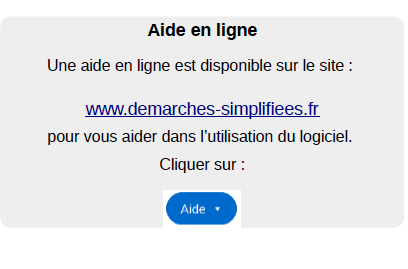 Aide en ligne
Une aide en ligne est disponible sur le site :
www.demarches-simplifiees.fr
pour vous aider dans l’utilisation du logiciel.
Cliquer sur :
Aide